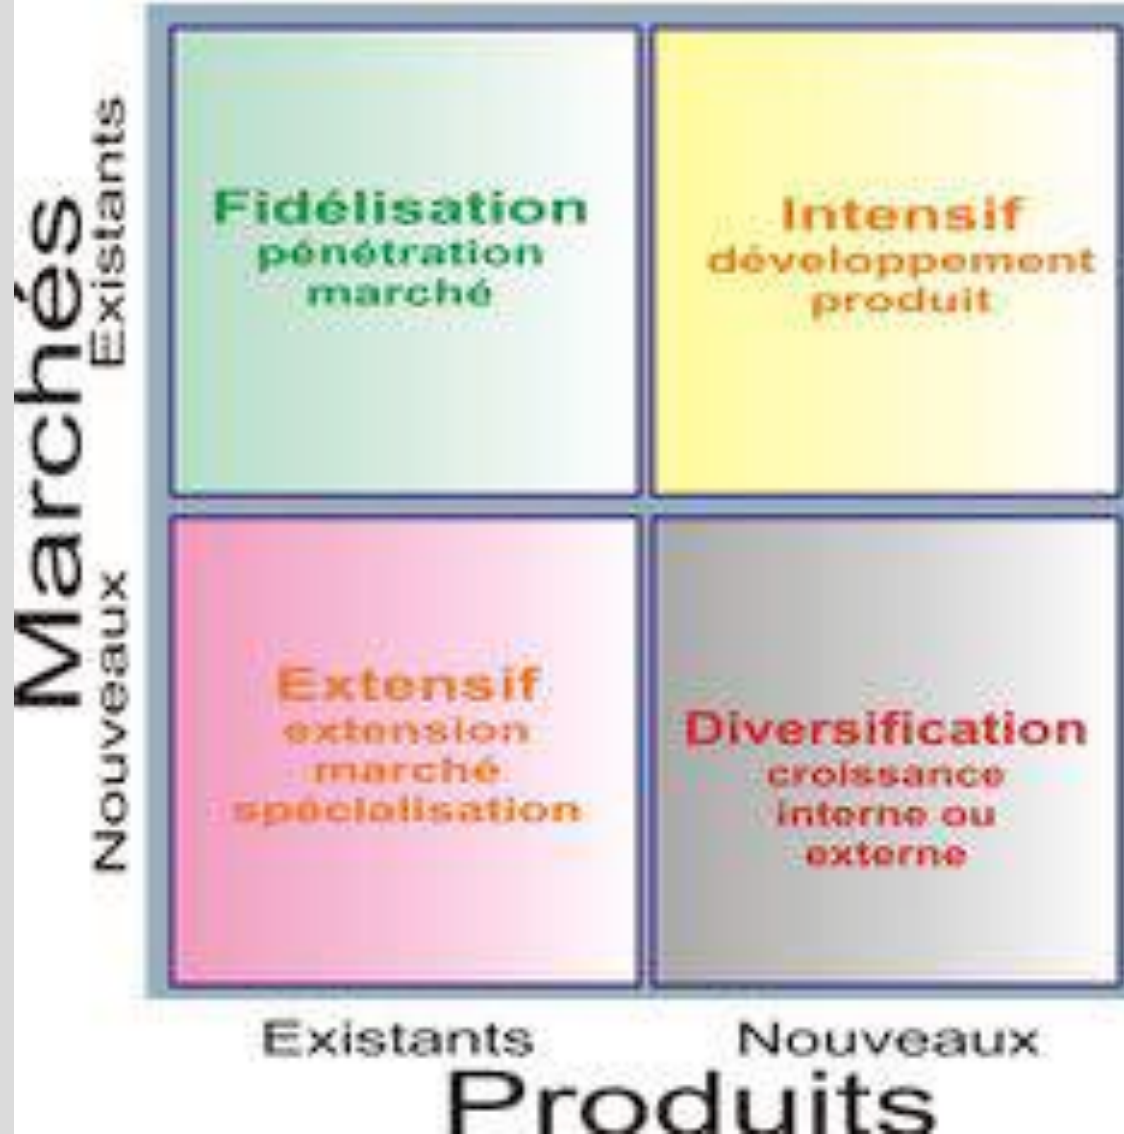 Marchés
Existants
Nouveaux
Fidélisation
pénétration
marché
Intensif
développement
produit
Extensif
extension
marché
spécialisation
Diversification
croissance
interne ou
externe
Existants
Nouveaux
Produits